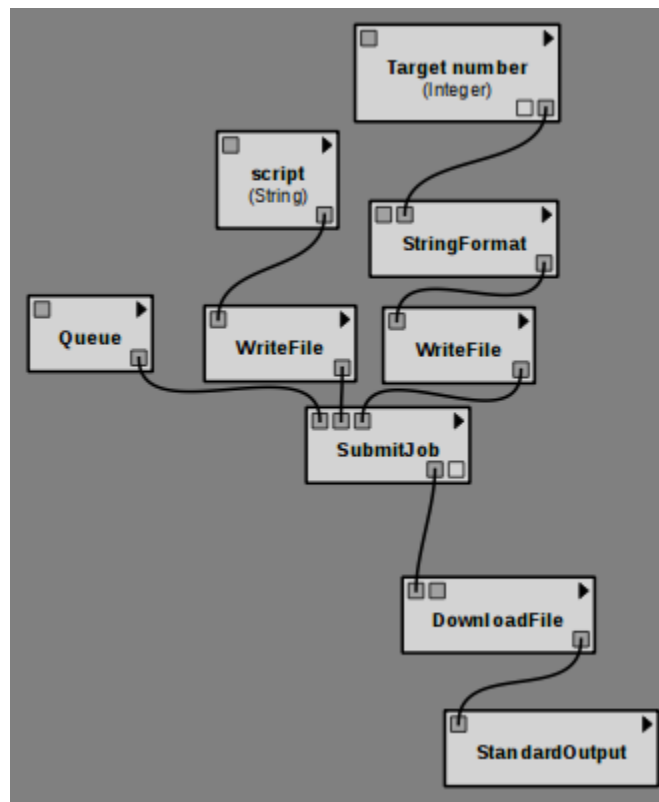 Target number
(Integer)
script
(String)
StringFormat
Queue
WriteFile
WriteFile
SubmitJob
DownloadFile
StandardOutput